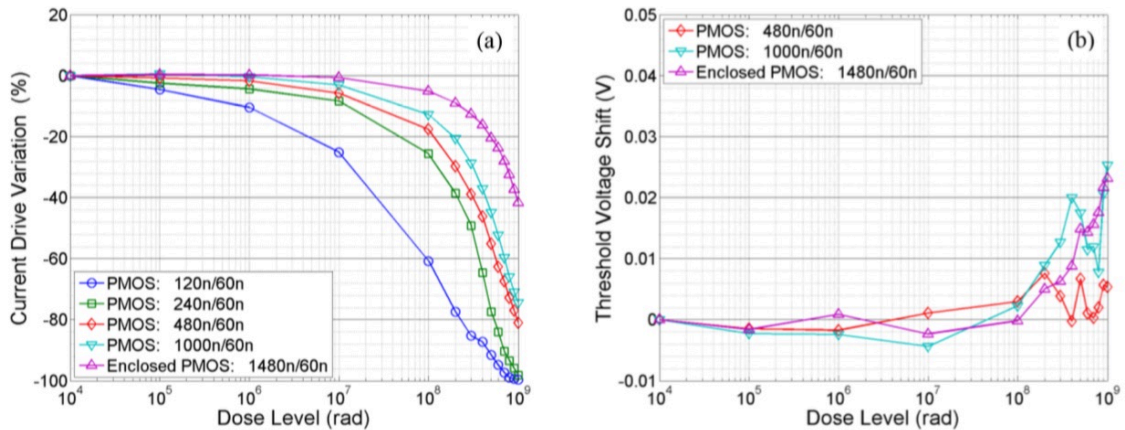 (a)
Current Drive Variation (%)
20
0
-20
-40
-60
-80
-100
PMOS: 120n/60n
PMOS: 240n/60n
PMOS: 480n/60n
PMOS: 1000n/60n
Enclosed PMOS: 1480n/60n
10^4 10^5 10^6 10^7 10^8 10^9
Dose Level (rad)
(b)
Threshold Voltage Shift (V)
0.05
0.04
0.03
0.02
0.01
0
-0.01
PMOS: 480n/60n
PMOS: 1000n/60n
Enclosed PMOS: 1480n/60n
10^4 10^5 10^6 10^7 10^8 10^9
Dose Level (rad)